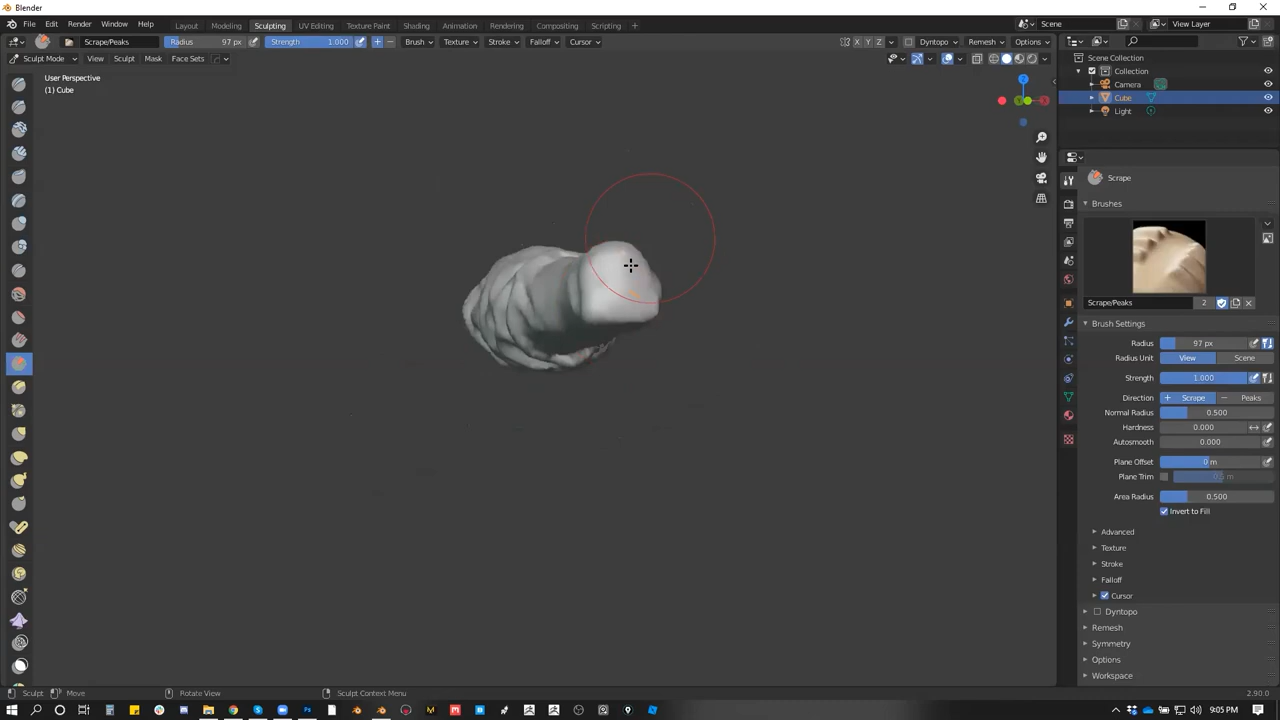 Blender
File Edit Render Window Help Layout Modeling Sculpting UV Editing Texture Paint Shading Animation Rendering Compositing Scripting + Scene View Layer
Scrape/Peaks Radius 97 px Strength 1.000 + − Brush Texture Stroke Falloff Cursor X Y Z Dyntopo Remesh Options
Sculpt Mode View Sculpt Mask Face Sets
Scene Collection
Collection
Camera
Cube
Light
User Perspective
(1) Cube
Z
X
Scrape
Brushes
Scrape/Peaks 2
Brush Settings
Radius 97 px
Radius Unit View Scene
Strength 1.000
Direction + Scrape − Peaks
Normal Radius 0.500
Hardness 0.000
Autosmooth 0.000
Plane Offset 0 m
Plane Trim 0.5 m
Area Radius 0.500
Invert to Fill
Advanced
Texture
Stroke
Falloff
Cursor
Dyntopo
Remesh
Symmetry
Options
Workspace
Sculpt Move Rotate View Sculpt Context Menu 2.90.0
9:05 PM